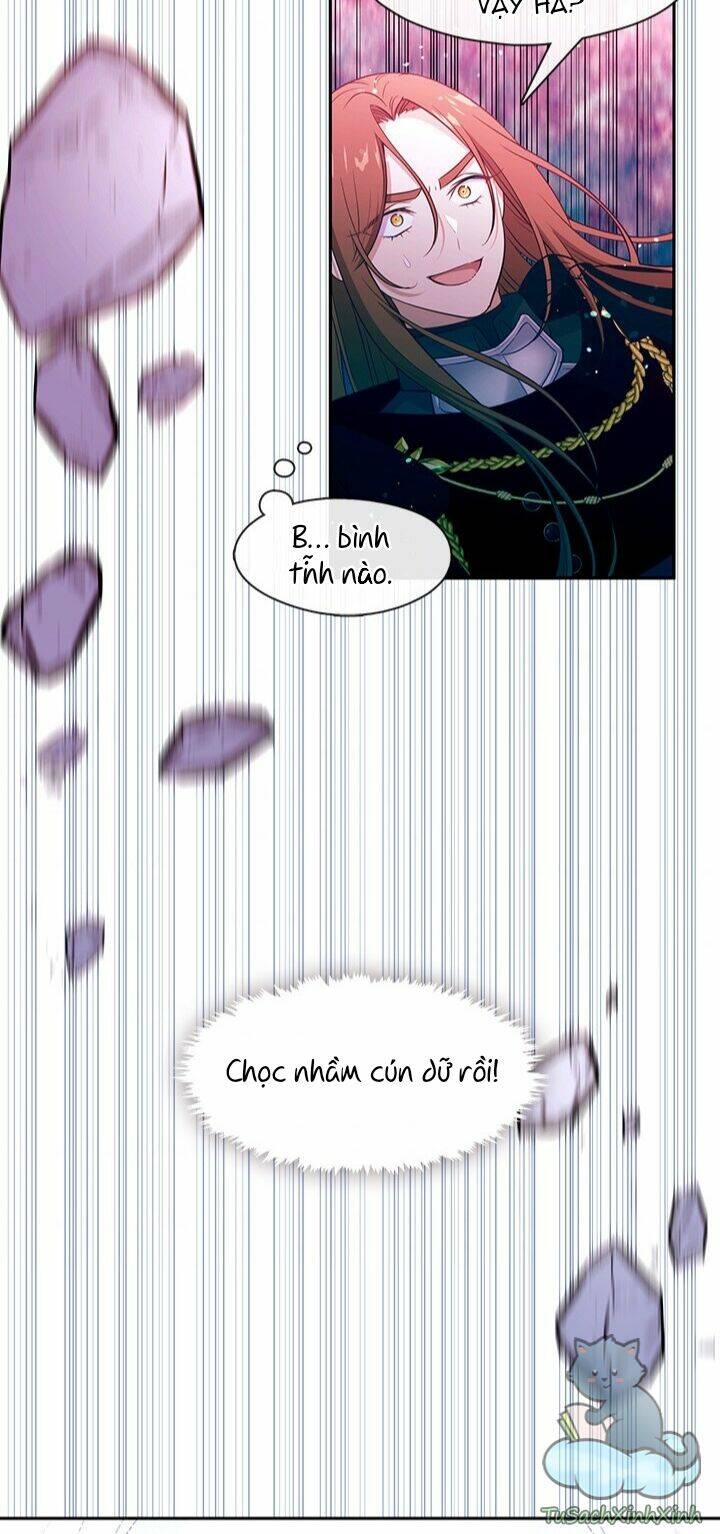 VẬY HẢ?
B... bình
tĩnh nào.
Chọc nhầm cún dữ rồi!
TuSachXinhXinh